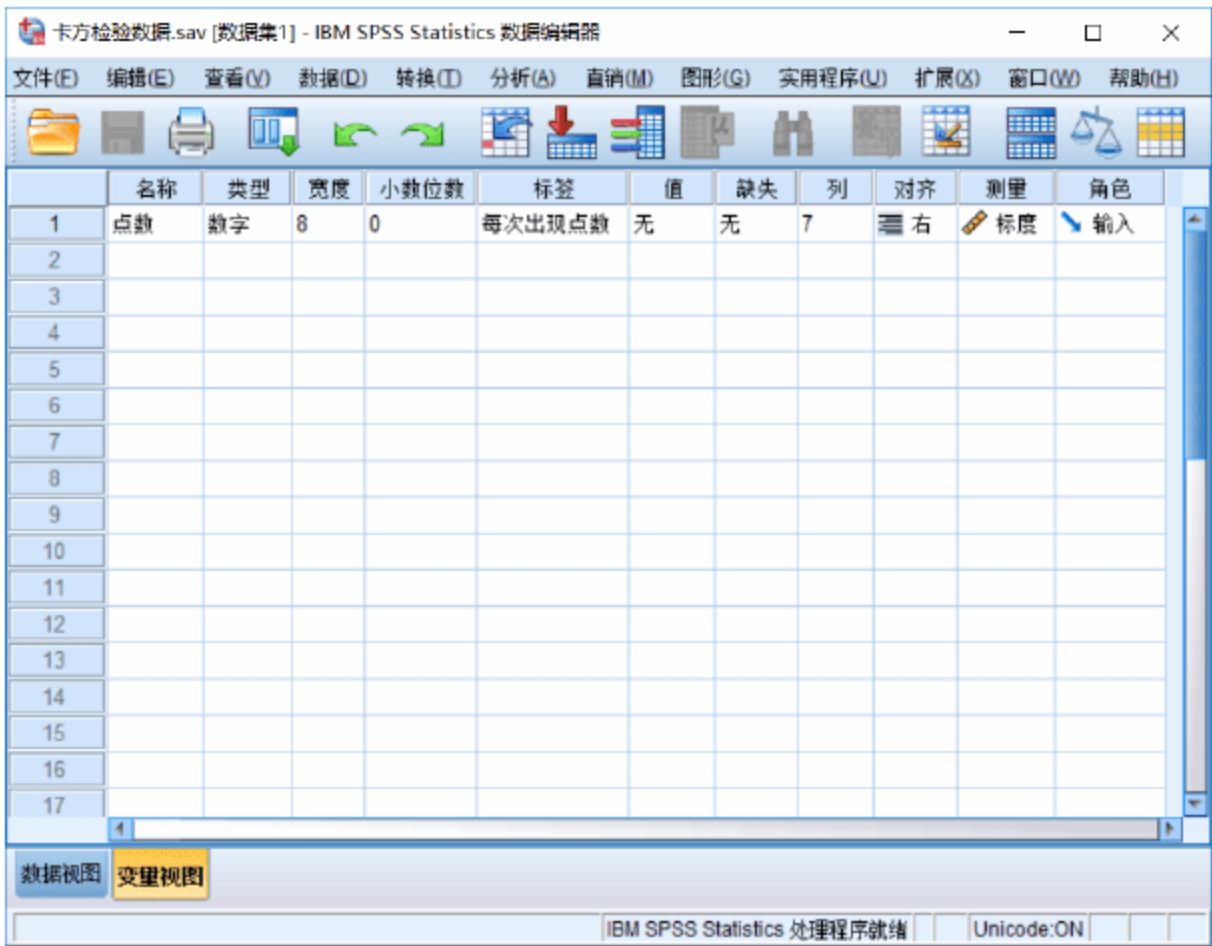 卡方检验数据.sav [数据集1] - IBM SPSS Statistics 数据编辑器
文件(F) 编辑(E) 查看(V) 数据(D) 转换(T) 分析(A) 直销(M) 图形(G) 实用程序(U) 扩展(X) 窗口(W) 帮助(H)
名称 类型 宽度 小数位数 标签 值 缺失 列 对齐 测量 角色
1 点数 数字 8 0 每次出现点数 无 无 7 右 标度 输入
2
3
4
5
6
7
8
9
10
11
12
13
14
15
16
17
数据视图 变量视图
IBM SPSS Statistics 处理程序就绪 Unicode:ON